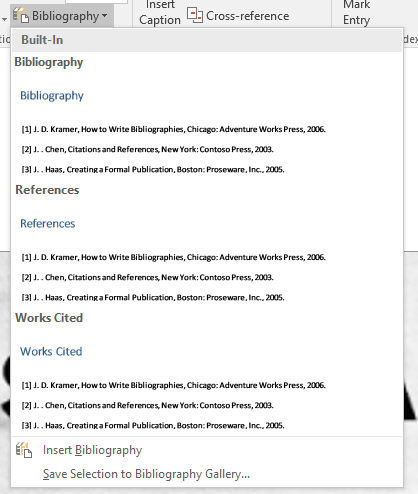 Bibliography
Insert
Caption
Cross-reference
Mark
Entry
Built-In
Bibliography
Bibliography
[1] J. D. Kramer, How to Write Bibliographies, Chicago: Adventure Works Press, 2006.
[2] J. . Chen, Citations and References, New York: Contoso Press, 2003.
[3] J. . Haas, Creating a Formal Publication, Boston: Proseware, Inc., 2005.
References
References
[1] J. D. Kramer, How to Write Bibliographies, Chicago: Adventure Works Press, 2006.
[2] J. . Chen, Citations and References, New York: Contoso Press, 2003.
[3] J. . Haas, Creating a Formal Publication, Boston: Proseware, Inc., 2005.
Works Cited
Works Cited
[1] J. D. Kramer, How to Write Bibliographies, Chicago: Adventure Works Press, 2006.
[2] J. . Chen, Citations and References, New York: Contoso Press, 2003.
[3] J. . Haas, Creating a Formal Publication, Boston: Proseware, Inc., 2005.
Insert Bibliography
Save Selection to Bibliography Gallery...